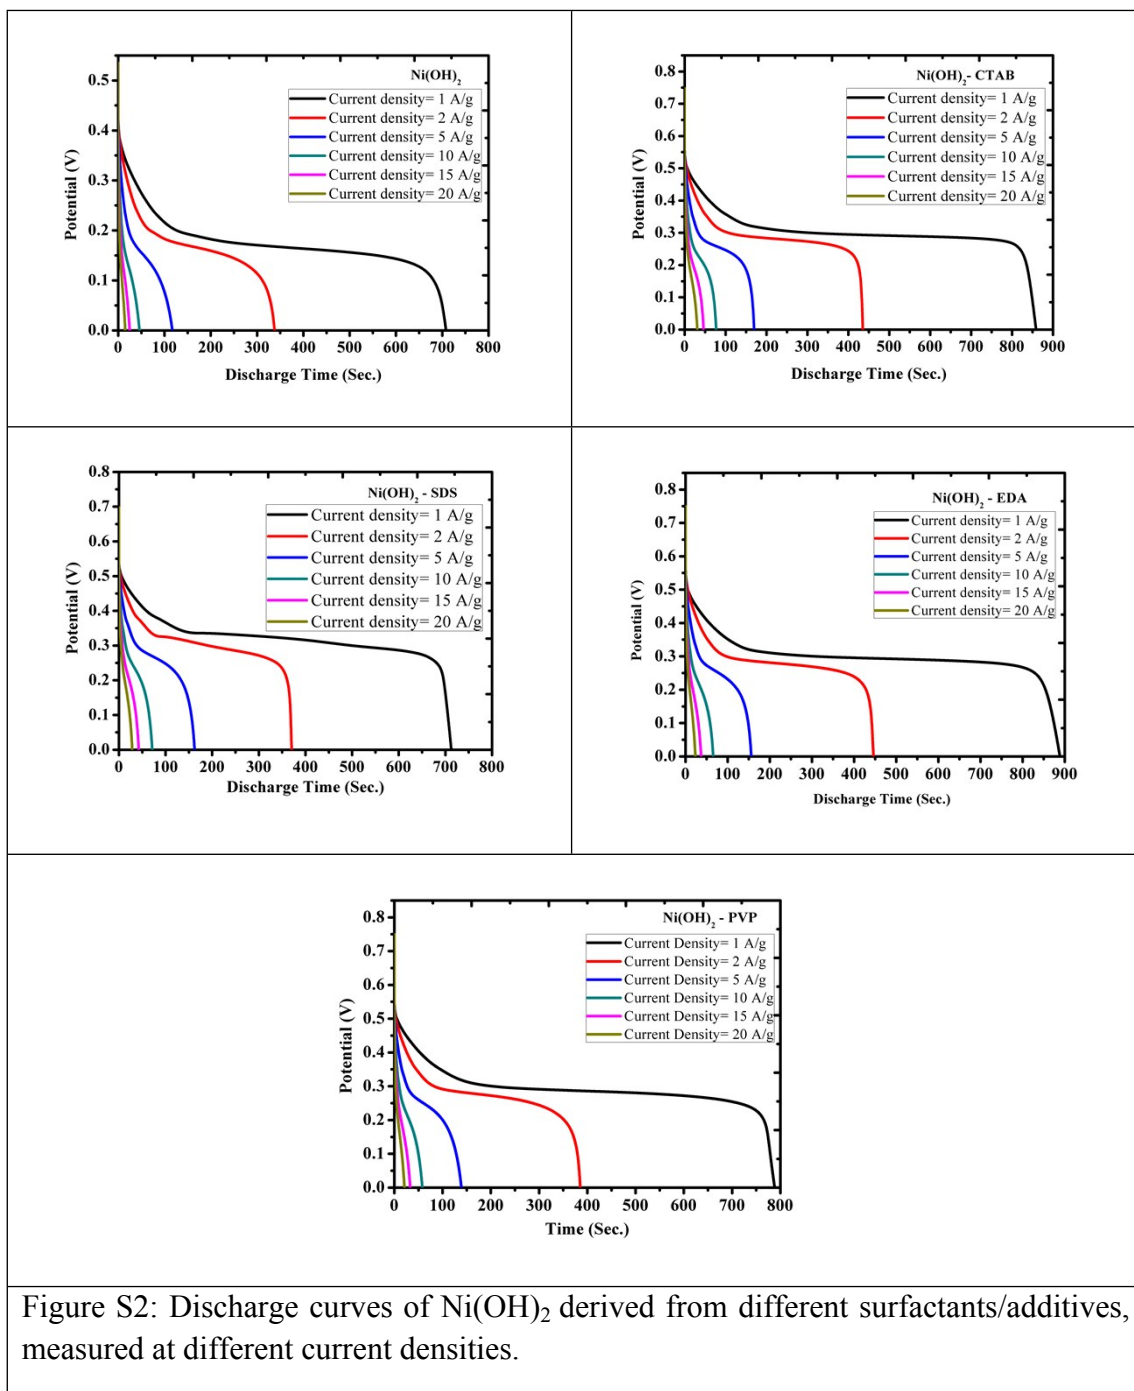 Ni(OH)2
Current density= 1 A/g
Current density= 2 A/g
Current density= 5 A/g
Current density= 10 A/g
Current density= 15 A/g
Current density= 20 A/g
Potential (V)
0.5
0.4
0.3
0.2
0.1
0.0
0 100 200 300 400 500 600 700 800
Discharge Time (Sec.)
Ni(OH)2- CTAB
Current density= 1 A/g
Current density= 2 A/g
Current density= 5 A/g
Current density= 10 A/g
Current density= 15 A/g
Current density= 20 A/g
Potential (V)
0.8
0.7
0.6
0.5
0.4
0.3
0.2
0.1
0.0
0 100 200 300 400 500 600 700 800 900
Discharge Time (Sec.)
Ni(OH)2 - SDS
Current density= 1 A/g
Current density= 2 A/g
Current density= 5 A/g
Current density= 10 A/g
Current density= 15 A/g
Current density= 20 A/g
Potential (V)
0.8
0.7
0.6
0.5
0.4
0.3
0.2
0.1
0.0
0 100 200 300 400 500 600 700 800
Discharge Time (Sec.)
Ni(OH)2 - EDA
Current density= 1 A/g
Current density= 2 A/g
Current density= 5 A/g
Current density= 10 A/g
Current density= 15 A/g
Current density= 20 A/g
Potential (V)
0.8
0.7
0.6
0.5
0.4
0.3
0.2
0.1
0.0
0 100 200 300 400 500 600 700 800 900
Discharge Time (Sec.)
Ni(OH)2 - PVP
Current Density= 1 A/g
Current Density= 2 A/g
Current Density= 5 A/g
Current Density= 10 A/g
Current Density= 15 A/g
Current Density= 20 A/g
Potential (V)
0.8
0.7
0.6
0.5
0.4
0.3
0.2
0.1
0.0
0 100 200 300 400 500 600 700 800
Time (Sec.)
Figure S2: Discharge curves of Ni(OH)2 derived from different surfactants/additives,
measured at different current densities.